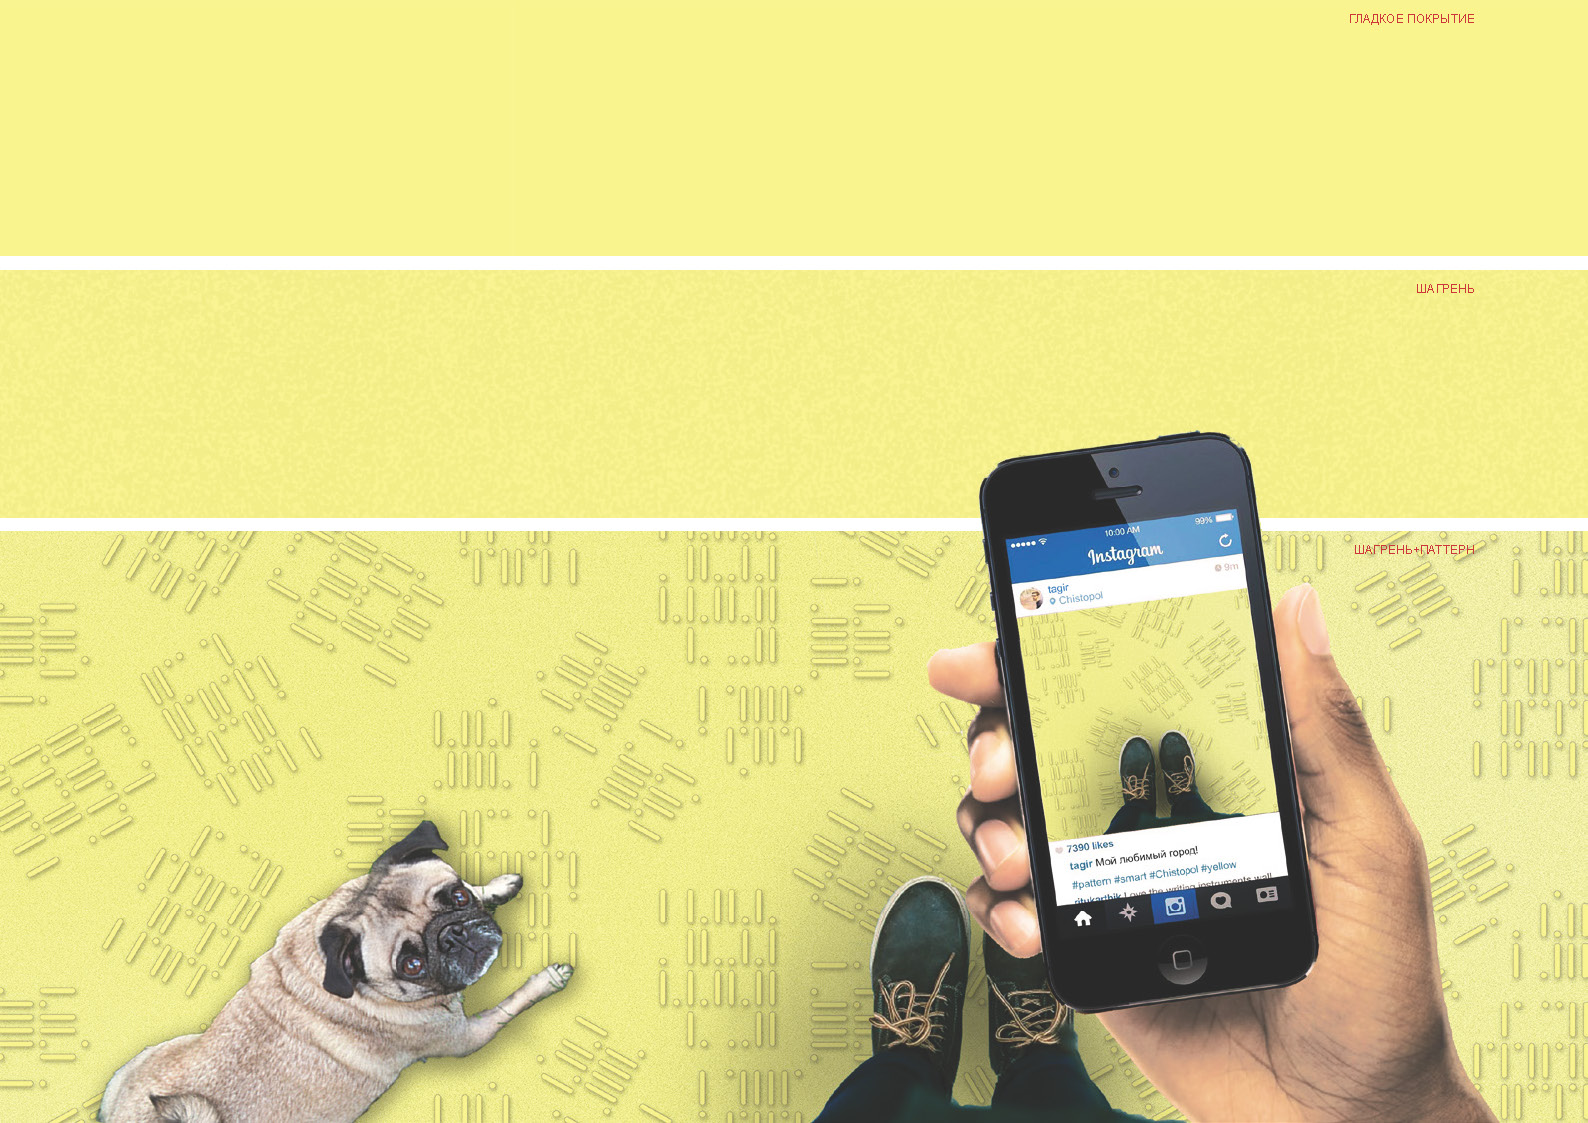 ГЛАДКОЕ ПОКРЫТИЕ
ШАГРЕНЬ
ШАГРЕНЬ+ПАТТЕРН
10:00 AM
99%
Instagram
tagir
9m
Chistopol
7390 likes
tagir Мой любимый город!
#pattern #smart #Chistopol #yellow
ritukarthik Love the writing instruments wall